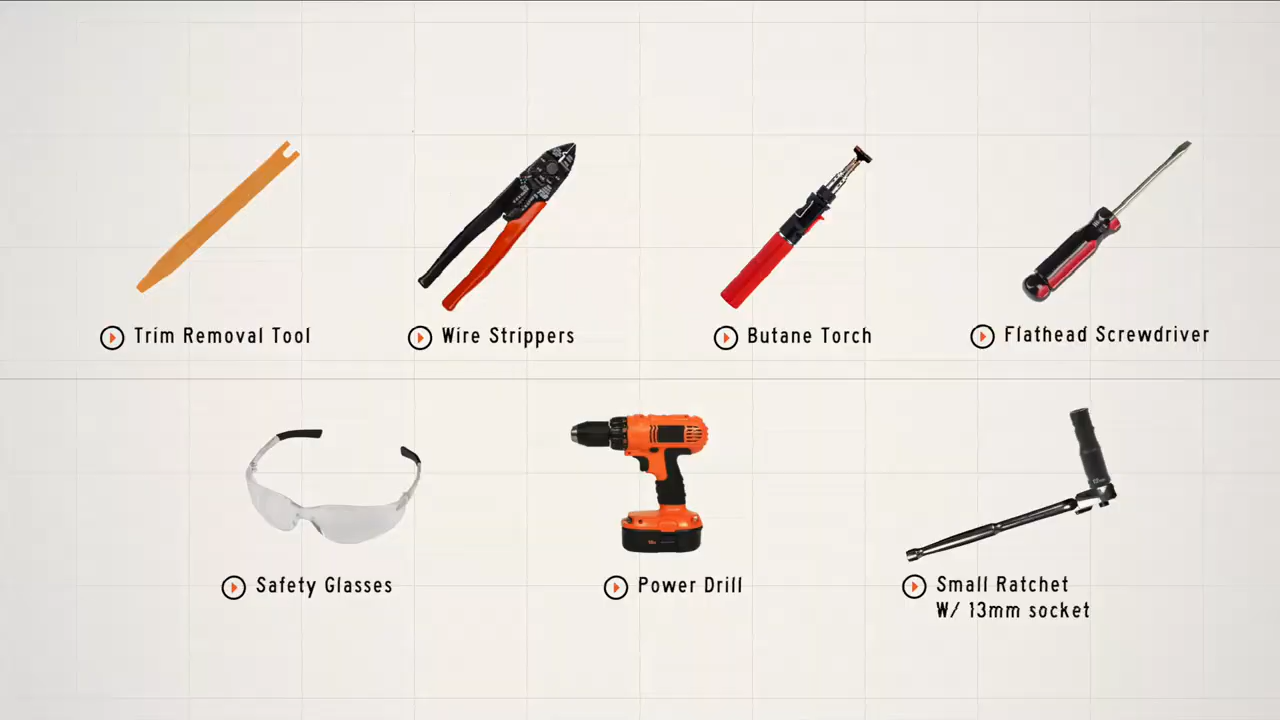 Trim Removal Tool
Wire Strippers
Butane Torch
Flathead Screwdriver
Safety Glasses
Power Drill
Small Ratchet
W/ 13mm socket